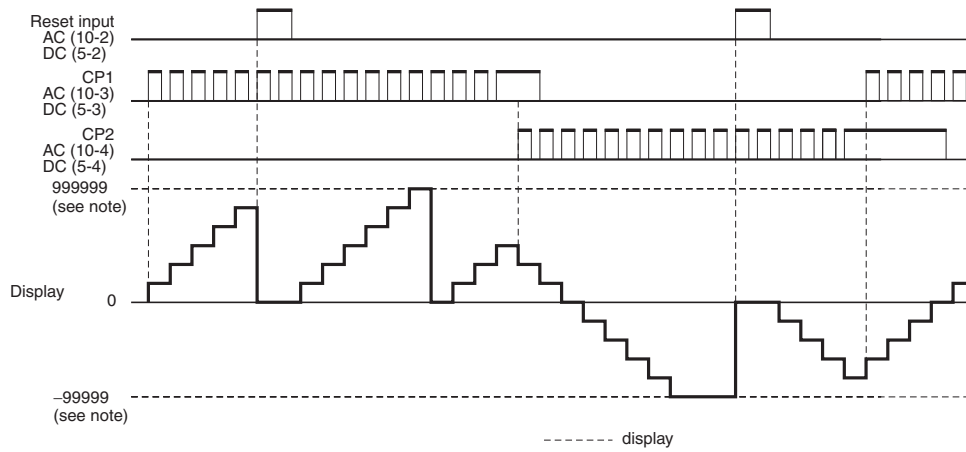 Reset input
AC (10-2)
DC (5-2)
CP1
AC (10-3)
DC (5-3)
CP2
AC (10-4)
DC (5-4)
999999
(see note)
Display
0
–99999
(see note)
display